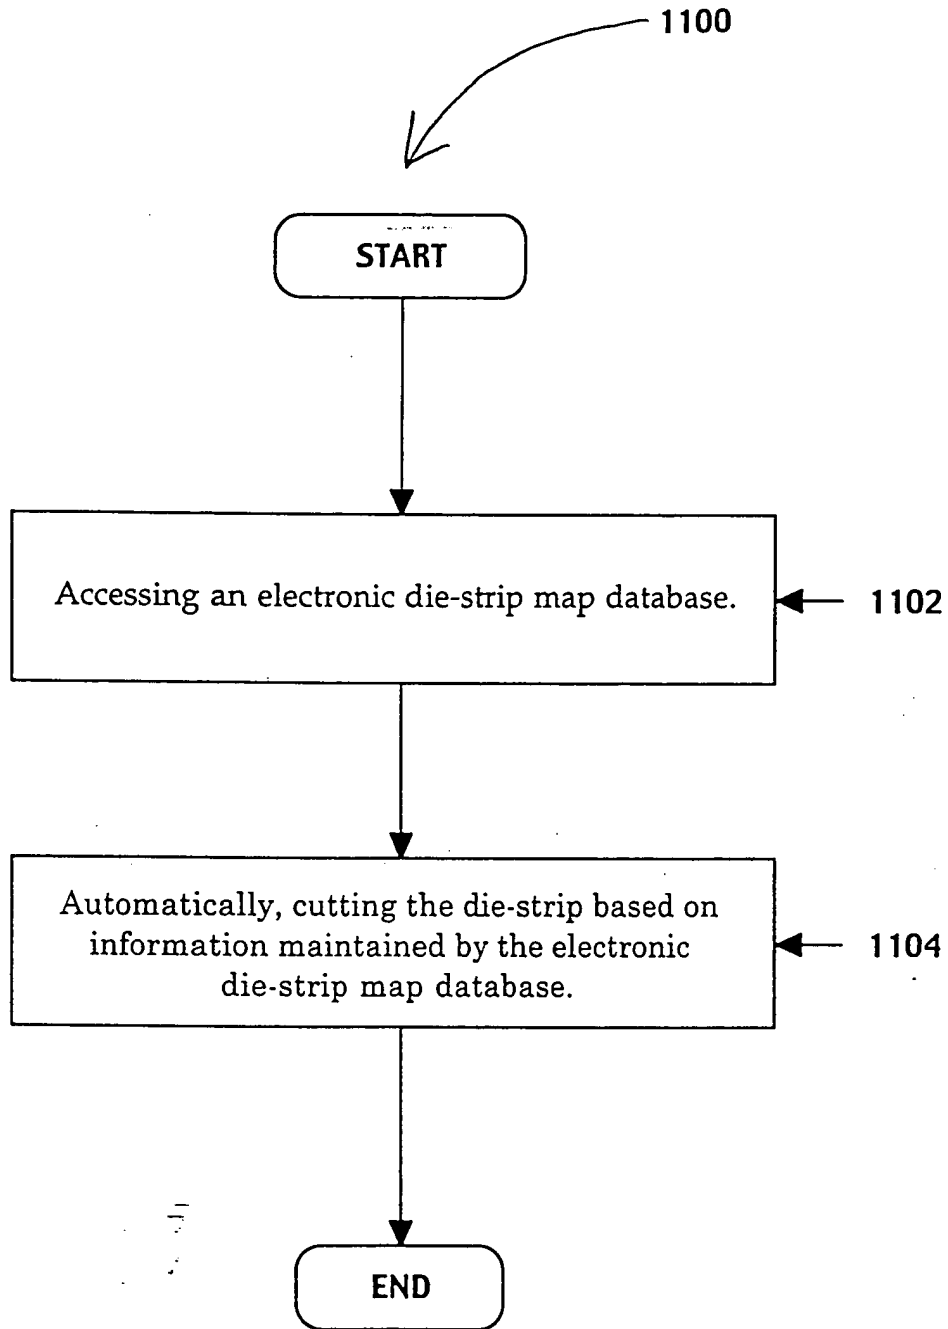 1100
START
Accessing an electronic die-strip map database.
1102
Automatically, cutting the die-strip based on
information maintained by the electronic
die-strip map database.
1104
END